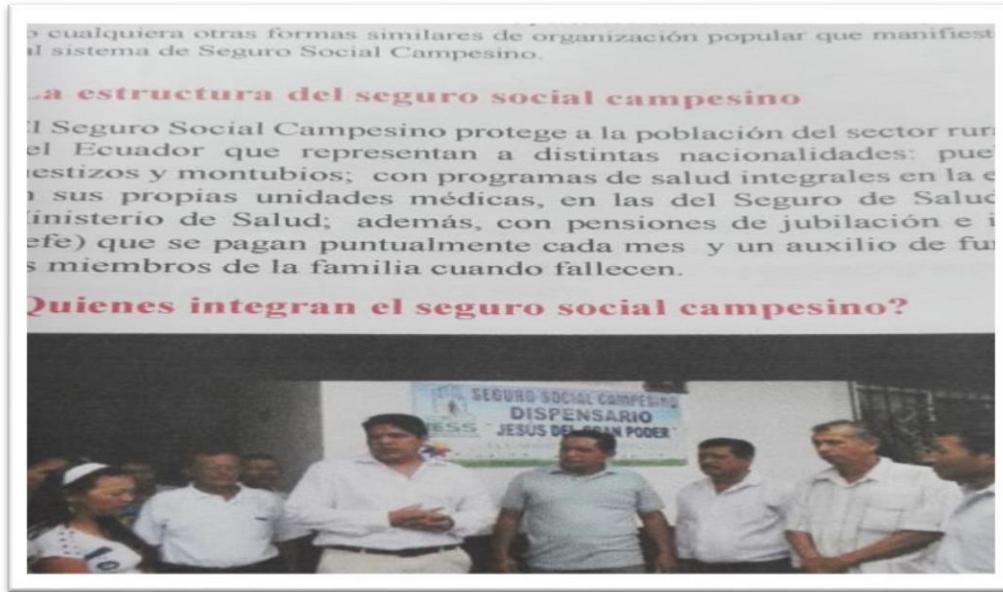 o cualquiera otras formas similares de organización popular que manifiest
al sistema de Seguro Social Campesino.
La estructura del seguro social campesino
El Seguro Social Campesino protege a la población del sector rur
el Ecuador que representan a distintas nacionalidades: pue
estizos y montubios; con programas de salud integrales en la e
n sus propias unidades médicas, en las del Seguro de Salud
inisterio de Salud; además, con pensiones de jubilación e i
efe) que se pagan puntualmente cada mes y un auxilio de fu
s miembros de la familia cuando fallecen.
Quienes integran el seguro social campesino?
SEGURO SOCIAL CAMPESINO
DISPENSARIO
IESS "JESUS DEL GRAN PODER"